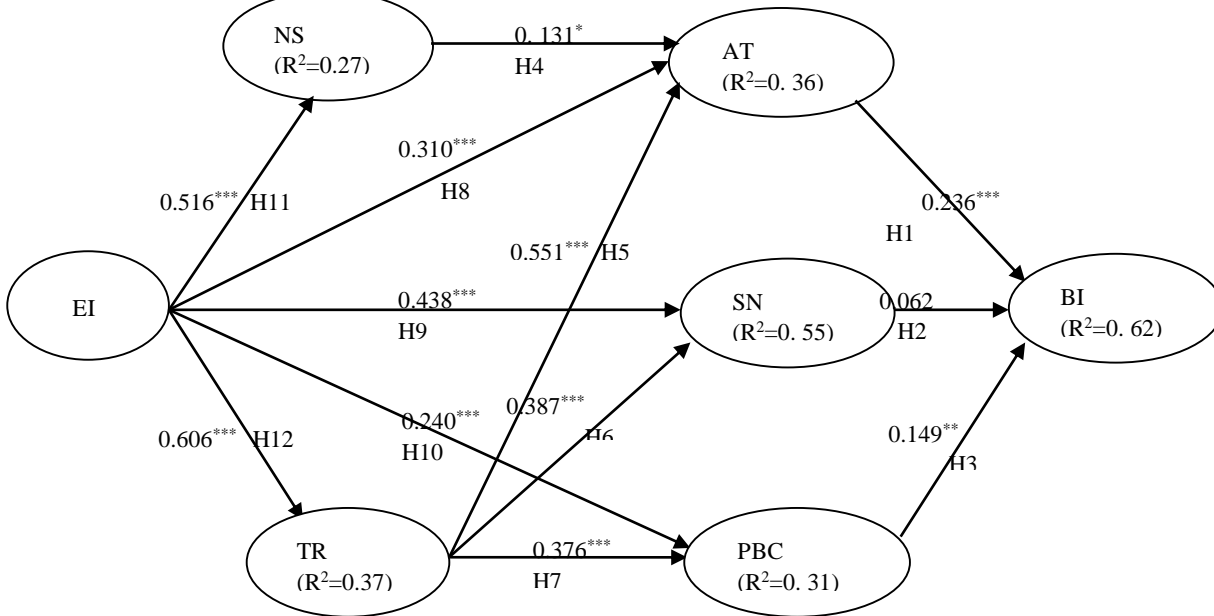 NS
(R²=0.27)
0. 131*
H4
AT
(R²=0. 36)
0.310***
H8
0.516*** H11
0.236***
H1
0.551*** H5
EI
0.438***
H9
SN
(R²=0. 55)
0.062
H2
BI
(R²=0. 62)
0.387***
H6
0.240***
H10
0.606*** H12
0.149**
H3
TR
(R²=0.37)
0.376***
H7
PBC
(R²=0. 31)